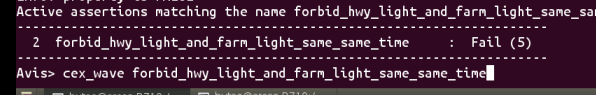 Active assertions matching the name forbid_hwy_light_and_farm_light_same_sa
--------------------------------------------------------------
2 forbid_hwy_light_and_farm_light_same_same_time : Fail (5)
--------------------------------------------------------------
Avis> cex_wave forbid_hwy_light_and_farm_light_same_same_time